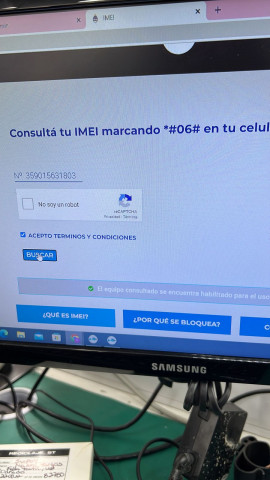 IMEI
Consultá tu IMEI marcando *#06# en tu celul
Nº 359015631803
No soy un robot
reCAPTCHA
Privacidad - Términos
ACEPTO TERMINOS Y CONDICIONES
BUSCAR
El equipo consultado se encuentra habilitado para el uso
¿QUÉ ES IMEI?
¿POR QUÉ SE BLOQUEA?
C
SAMSUNG